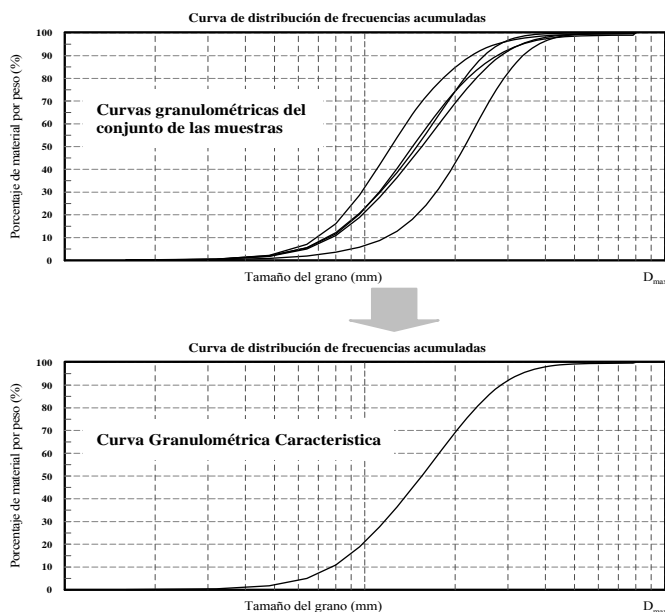 Curva de distribución de frecuencias acumuladas
Porcentaje de material por peso (%)
100
90
80
70
60
50
40
30
20
10
0
Curvas granulométricas del
conjunto de las muestras
Tamaño del grano (mm)
Dmax
Curva de distribución de frecuencias acumuladas
Porcentaje de material por peso (%)
100
90
80
70
60
50
40
30
20
10
0
Curva Granulométrica Caracteristica
Tamaño del grano (mm)
Dmax